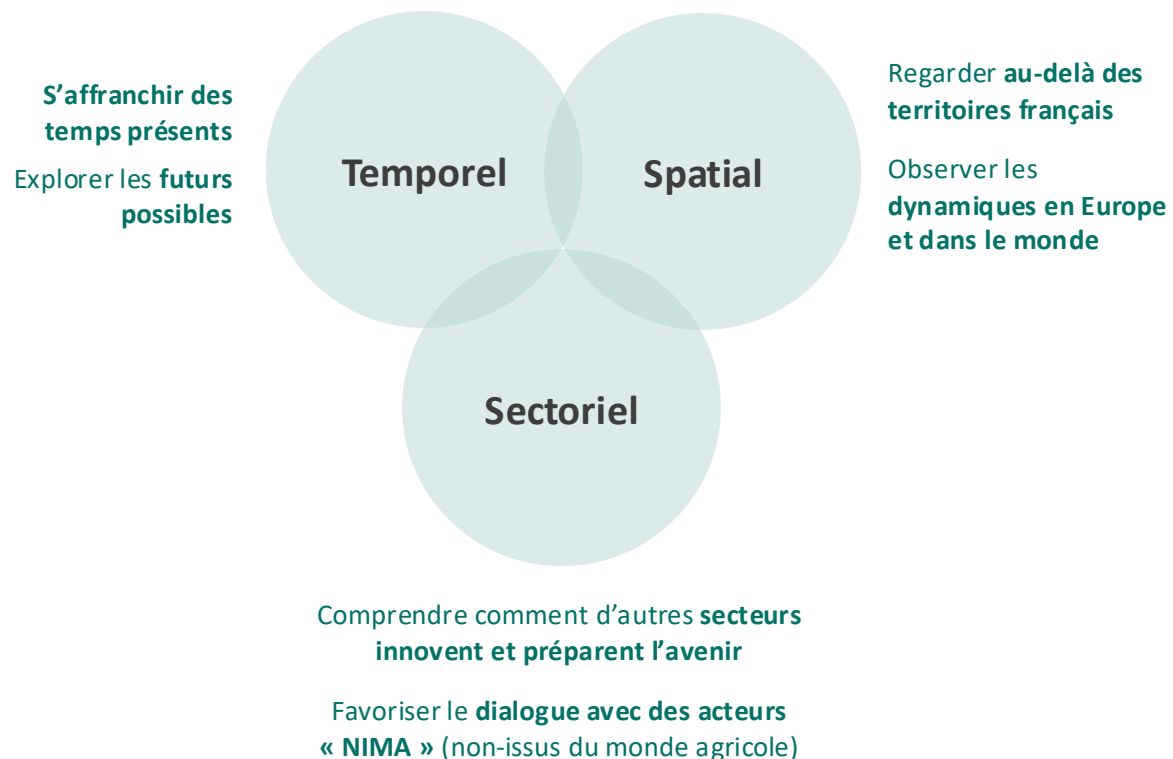 S’affranchir des
temps présents
Explorer les futurs
possibles
Temporel
Spatial
Regarder au-delà des
territoires français
Observer les
dynamiques en Europe
et dans le monde
Sectoriel
Comprendre comment d’autres secteurs
innovent et préparent l’avenir
Favoriser le dialogue avec des acteurs
« NIMA » (non-issus du monde agricole)